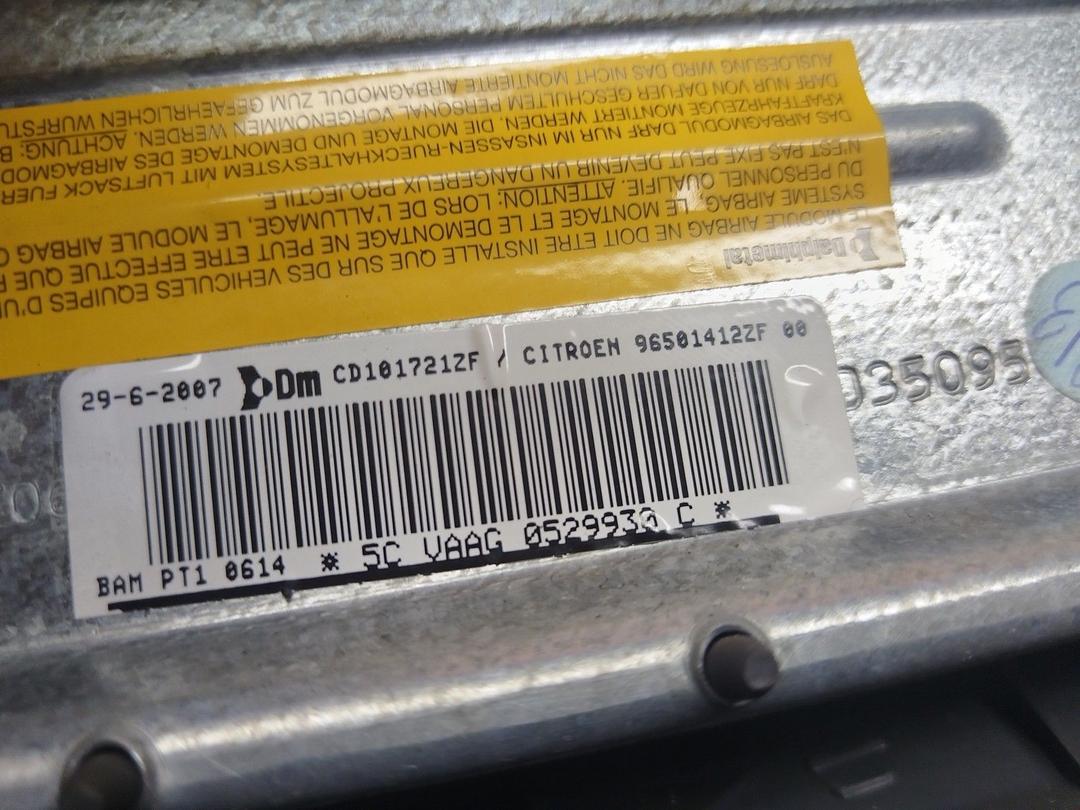 Dalphimetal
LE MODULE AIRBAG NE DOIT ETRE INSTALLE QUE SUR DES VEHICULES EQUIPES D'UN
SYSTEME AIRBAG, LE MONTAGE ET LE DEMONTAGE NE PEUT ETRE EFFECTUE QUE
DU PERSONNEL QUALIFIE. ATTENTION: LORS DE L'ALLUMAGE, LE MODULE AIRBAG
N'EST PAS FIXE PEUT DEVENIR UN DANGEREUX PROJECTILE
DAS AIRBAGMODUL DARF NUR IM INSASSEN-RUECKHALTESYSTEM MIT LUFTSACK FUER
KRAFTFAHRZEUGE MONTIERT WERDEN, DIE MONTAGE UND DEMONTAGE DES AIRBAGMOD
DARF NUR VON DAFUER GESCHULTEM PERSONAL VORGENOMMEN WERDEN. ACHTUNG: B
AUSLOESUNG WIRD DAS NICHT MONTIERTE AIRBAGMODUL ZUM GEFAEHRLICHEN WURFSTU
29-6-2007 Dm CD101721ZF / CITROEN 96501412ZF 00
BAM PT1 0614 * 5C VAAG 0529930 C *
035095